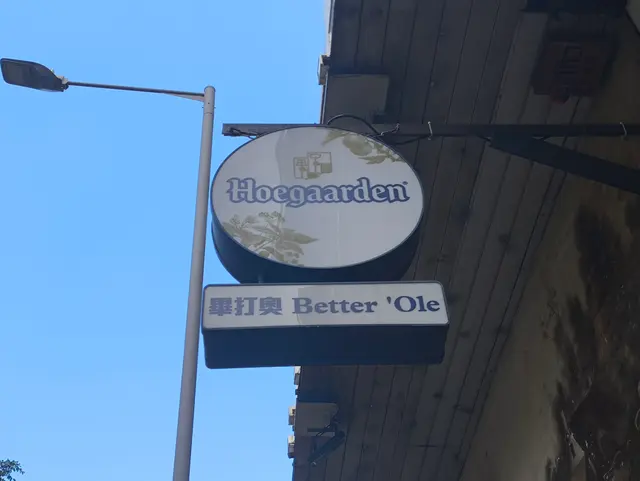 Hoegaarden
畢打奧 Better 'Ole